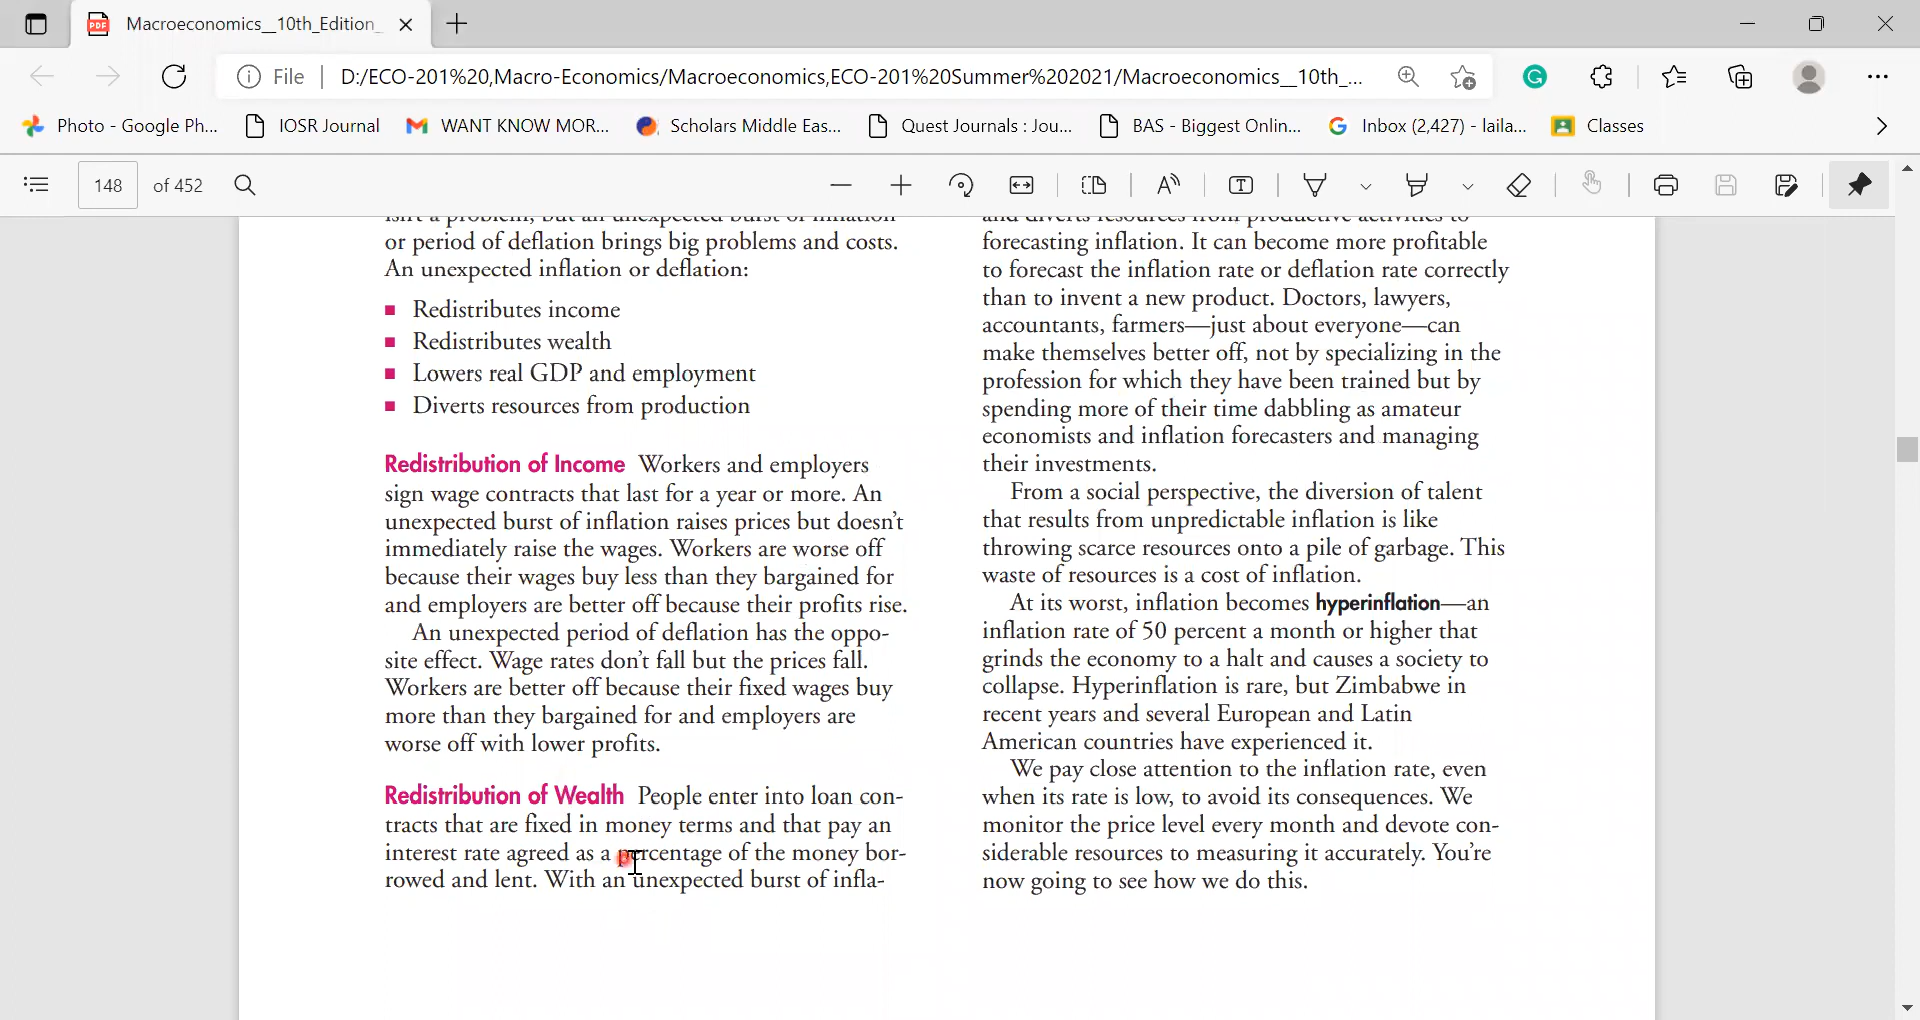 Macroeconomics__10th_Edition_
File
D:/ECO-201%20,Macro-Economics/Macroeconomics,ECO-201%20Summer%202021/Macroeconomics__10th_...
Photo - Google Ph...
IOSR Journal
WANT KNOW MOR...
Scholars Middle Eas...
Quest Journals : Jou...
BAS - Biggest Onlin...
Inbox (2,427) - laila...
Classes
148 of 452
or period of deflation brings big problems and costs.
An unexpected inflation or deflation:
■ Redistributes income
■ Redistributes wealth
■ Lowers real GDP and employment
■ Diverts resources from production
Redistribution of Income Workers and employers
sign wage contracts that last for a year or more. An
unexpected burst of inflation raises prices but doesn't
immediately raise the wages. Workers are worse off
because their wages buy less than they bargained for
and employers are better off because their profits rise.
An unexpected period of deflation has the oppo-
site effect. Wage rates don't fall but the prices fall.
Workers are better off because their fixed wages buy
more than they bargained for and employers are
worse off with lower profits.
Redistribution of Wealth People enter into loan con-
tracts that are fixed in money terms and that pay an
interest rate agreed as a percentage of the money bor-
rowed and lent. With an unexpected burst of infla-
and diverts resources from productive activities to
forecasting inflation. It can become more profitable
to forecast the inflation rate or deflation rate correctly
than to invent a new product. Doctors, lawyers,
accountants, farmers—just about everyone—can
make themselves better off, not by specializing in the
profession for which they have been trained but by
spending more of their time dabbling as amateur
economists and inflation forecasters and managing
their investments.
From a social perspective, the diversion of talent
that results from unpredictable inflation is like
throwing scarce resources onto a pile of garbage. This
waste of resources is a cost of inflation.
At its worst, inflation becomes hyperinflation—an
inflation rate of 50 percent a month or higher that
grinds the economy to a halt and causes a society to
collapse. Hyperinflation is rare, but Zimbabwe in
recent years and several European and Latin
American countries have experienced it.
We pay close attention to the inflation rate, even
when its rate is low, to avoid its consequences. We
monitor the price level every month and devote con-
siderable resources to measuring it accurately. You're
now going to see how we do this.